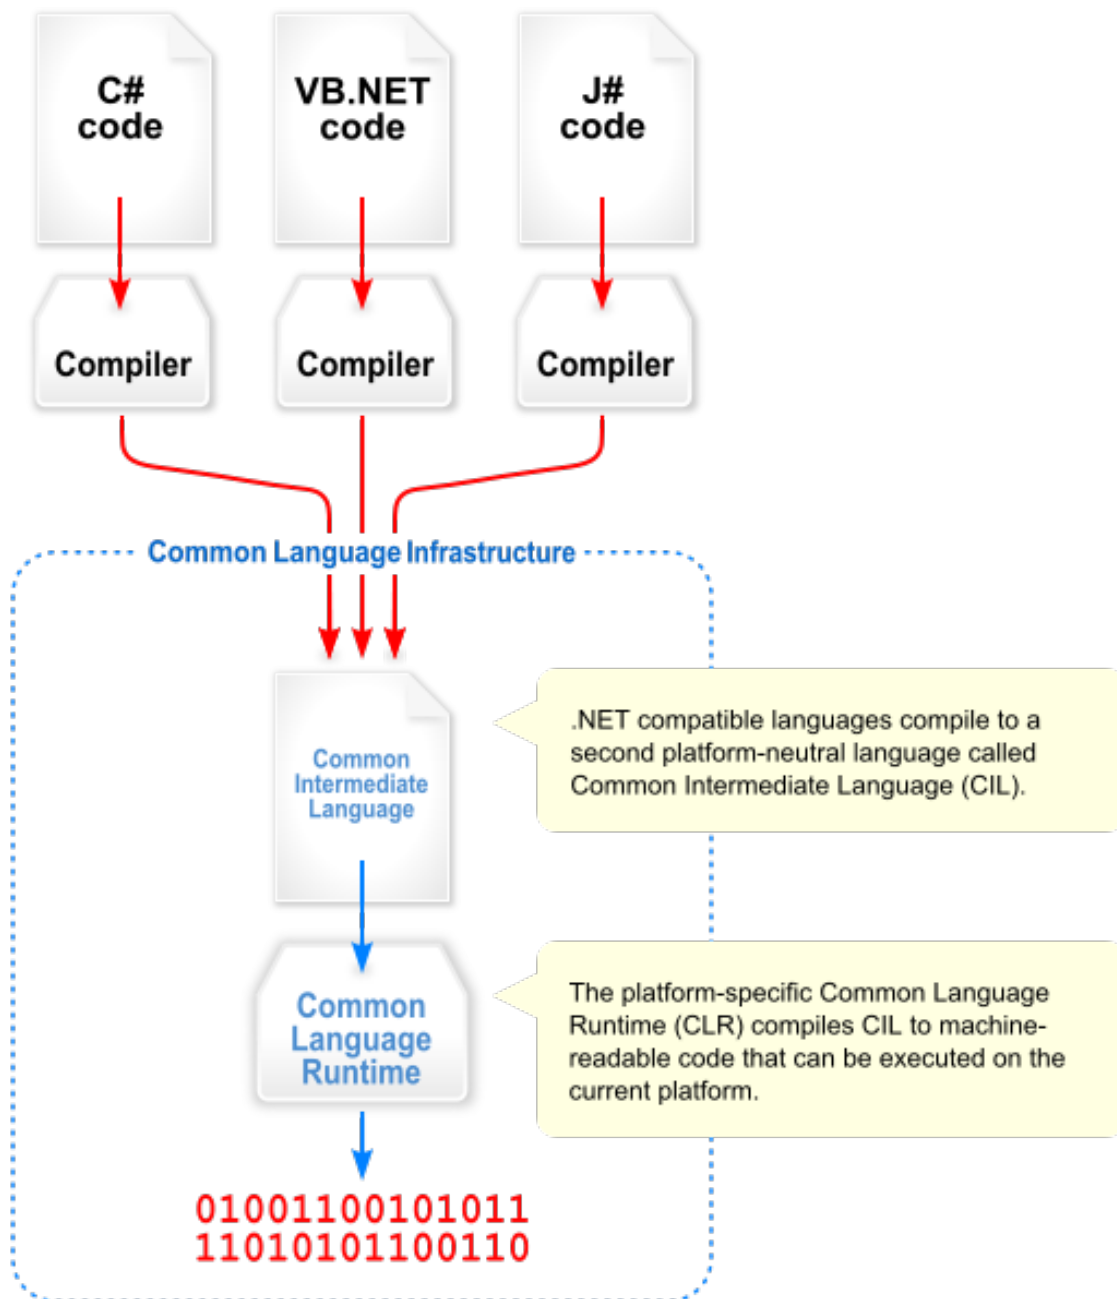 C#
code
VB.NET
code
J#
code
Compiler
Compiler
Compiler
Common Language Infrastructure
Common
Intermediate
Language
.NET compatible languages compile to a
second platform-neutral language called
Common Intermediate Language (CIL).
Common
Language
Runtime
The platform-specific Common Language
Runtime (CLR) compiles CIL to machine-
readable code that can be executed on the
current platform.
01001100101011
11010101100110